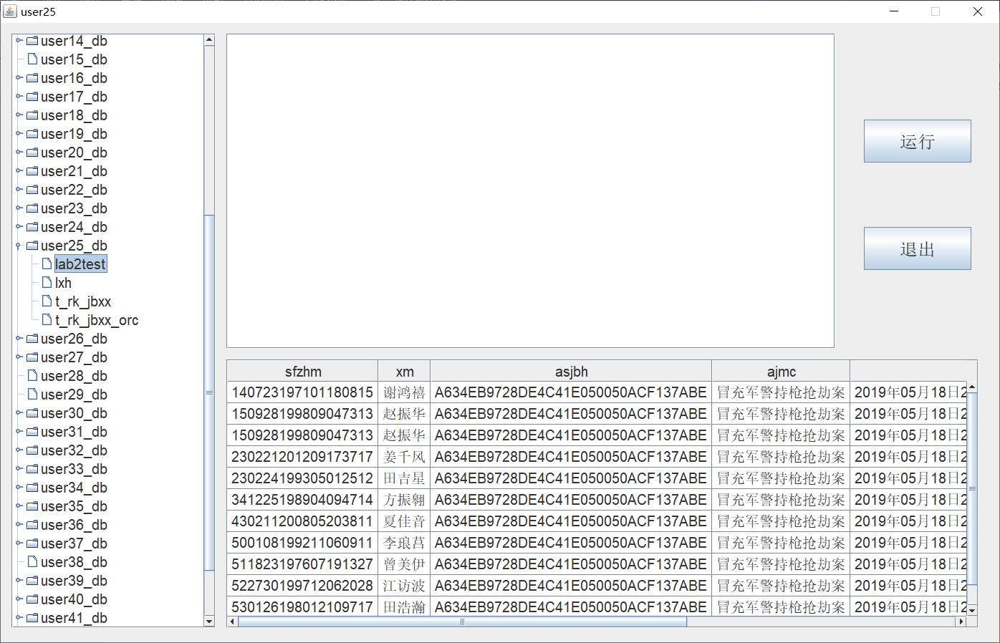 user25
user14_db
user15_db
user16_db
user17_db
user18_db
user19_db
user20_db
user21_db
user22_db
user23_db
user24_db
user25_db
lab2test
lxh
t_rk_jbxx
t_rk_jbxx_orc
user26_db
user27_db
user28_db
user29_db
user30_db
user31_db
user32_db
user33_db
user34_db
user35_db
user36_db
user37_db
user38_db
user39_db
user40_db
user41_db
运行
退出
sfzhm xm asjbh ajmc
140723197101180815 谢鸿禧 A634EB9728DE4C41E050050ACF137ABE 冒充军警持枪抢劫案 2019年05月18日2
150928199809047313 赵振华 A634EB9728DE4C41E050050ACF137ABE 冒充军警持枪抢劫案 2019年05月18日2
150928199809047313 赵振华 A634EB9728DE4C41E050050ACF137ABE 冒充军警持枪抢劫案 2019年05月18日2
230221201209173717 姜千风 A634EB9728DE4C41E050050ACF137ABE 冒充军警持枪抢劫案 2019年05月18日2
230224199305012512 田吉星 A634EB9728DE4C41E050050ACF137ABE 冒充军警持枪抢劫案 2019年05月18日2
341225198904094714 方振翱 A634EB9728DE4C41E050050ACF137ABE 冒充军警持枪抢劫案 2019年05月18日2
430211200805203811 夏佳音 A634EB9728DE4C41E050050ACF137ABE 冒充军警持枪抢劫案 2019年05月18日2
500108199211060911 李琅菖 A634EB9728DE4C41E050050ACF137ABE 冒充军警持枪抢劫案 2019年05月18日2
511823197607191327 曾美伊 A634EB9728DE4C41E050050ACF137ABE 冒充军警持枪抢劫案 2019年05月18日2
522730199712062028 江访波 A634EB9728DE4C41E050050ACF137ABE 冒充军警持枪抢劫案 2019年05月18日2
530126198012109717 田浩瀚 A634EB9728DE4C41E050050ACF137ABE 冒充军警持枪抢劫案 2019年05月18日2